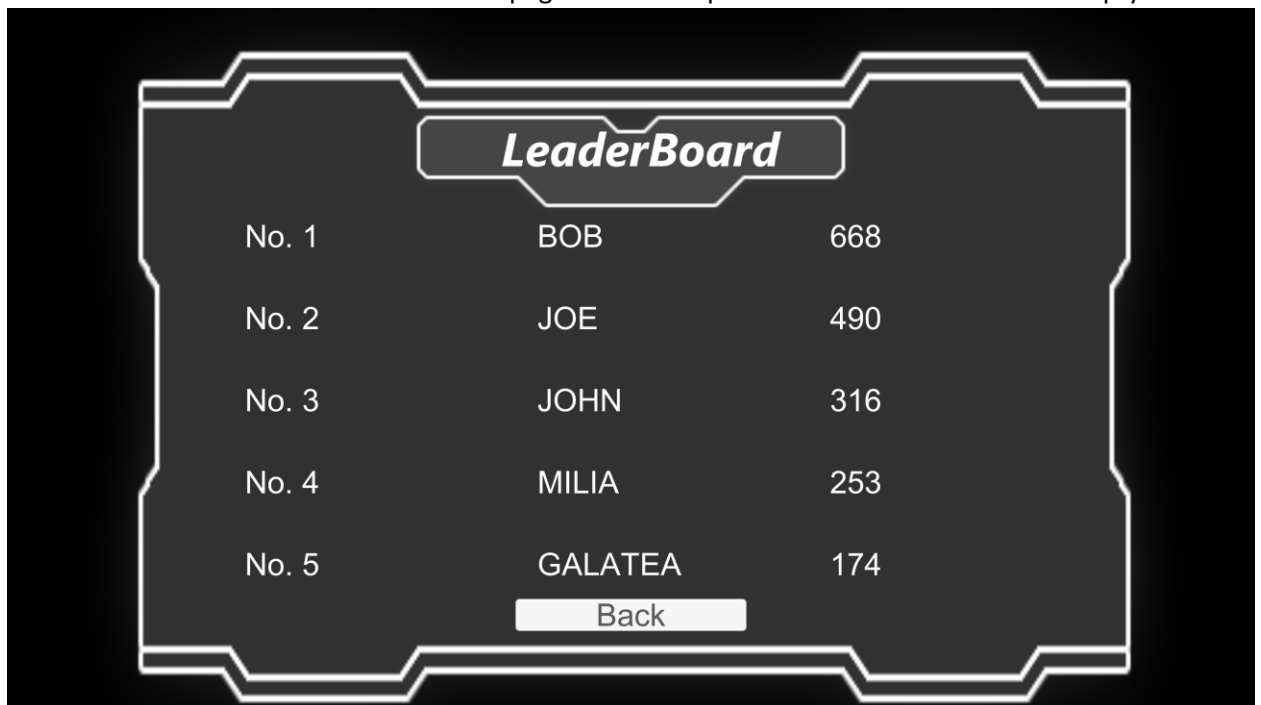 LeaderBoard
No. 1 BOB 668
No. 2 JOE 490
No. 3 JOHN 316
No. 4 MILIA 253
No. 5 GALATEA 174
Back